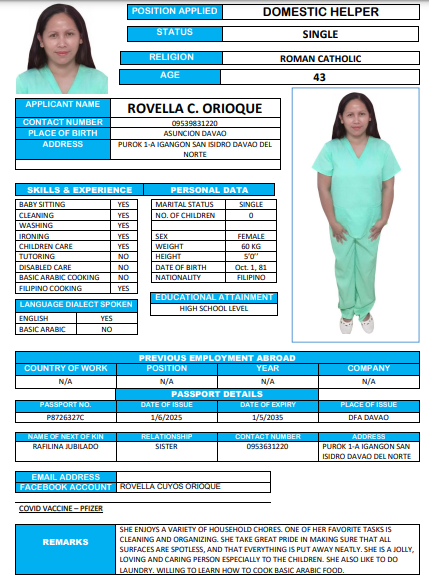 POSITION APPLIED DOMESTIC HELPER
STATUS SINGLE
RELIGION ROMAN CATHOLIC
AGE 43
APPLICANT NAME ROVELLA C. ORIOQUE
CONTACT NUMBER 09539831220
PLACE OF BIRTH ASUNCION DAVAO
ADDRESS PUROK 1-A IGANGON SAN ISIDRO DAVAO DEL
NORTE
SKILLS & EXPERIENCE
BABY SITTING YES
CLEANING YES
WASHING YES
IRONING YES
CHILDREN CARE YES
TUTORING NO
DISABLED CARE NO
BASIC ARABIC COOKING NO
FILIPINO COOKING YES
LANGUAGE DIALECT SPOKEN
ENGLISH YES
BASIC ARABIC NO
PERSONAL DATA
MARITAL STATUS SINGLE
NO. OF CHILDREN 0
SEX FEMALE
WEIGHT 60 KG
HEIGHT 5'0''
DATE OF BIRTH Oct. 1, 81
NATIONALITY FILIPINO
EDUCATIONAL ATTAINMENT
HIGH SCHOOL LEVEL
PREVIOUS EMPLOYMENT ABROAD
COUNTRY OF WORK POSITION YEAR COMPANY
N/A N/A N/A N/A
PASSPORT DETAILS
PASSPORT NO. DATE OF ISSUE DATE OF EXPIRY PLACE OF ISSUE
P8726327C 1/6/2025 1/5/2035 DFA DAVAO
NAME OF NEXT OF KIN RELATIONSHIP CONTACT NUMBER ADDRESS
RAFILINA JUBILADO SISTER 0953631220 PUROK 1-A IGANGON SAN
ISIDRO DAVAO DEL NORTE
EMAIL ADDRESS
FACEBOOK ACCOUNT ROVELLA CUYOS ORIOQUE
COVID VACCINE – PFIZER
REMARKS
SHE ENJOYS A VARIETY OF HOUSEHOLD CHORES. ONE OF HER FAVORITE TASKS IS
CLEANING AND ORGANIZING. SHE TAKE GREAT PRIDE IN MAKING SURE THAT ALL
SURFACES ARE SPOTLESS, AND THAT EVERYTHING IS PUT AWAY NEATLY. SHE IS A JOLLY,
LOVING AND CARING PERSON ESPECIALLY TO THE CHILDREN. SHE ALSO LIKE TO DO
LAUNDRY. WILLING TO LEARN HOW TO COOK BASIC ARABIC FOOD.